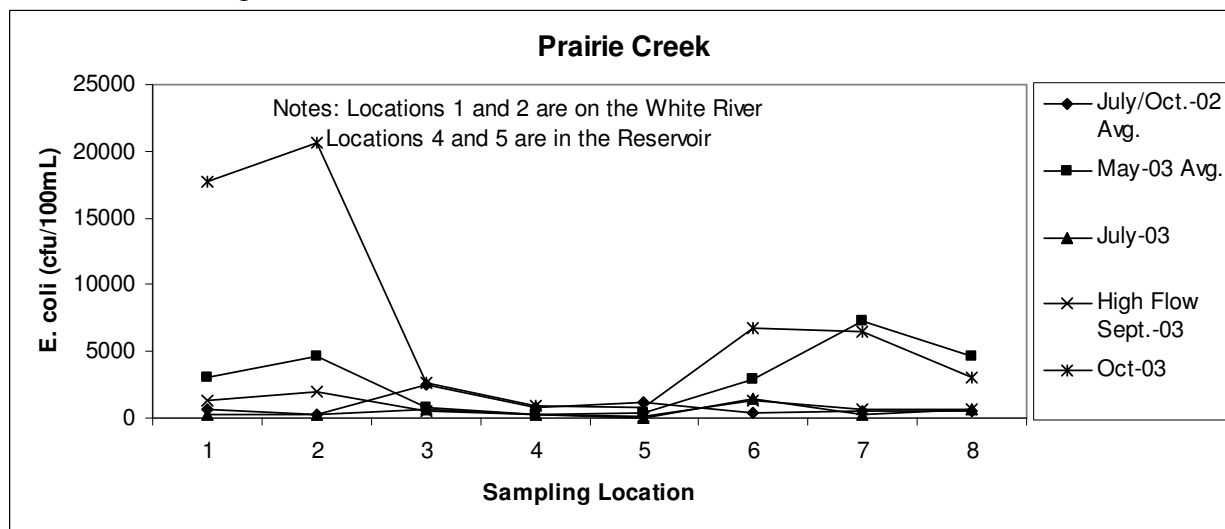 Prairie Creek
Notes: Locations 1 and 2 are on the White River
Locations 4 and 5 are in the Reservoir
E. coli (cfu/100mL)
25000
20000
15000
10000
5000
0
1 2 3 4 5 6 7 8
Sampling Location
July/Oct.-02
Avg.
May-03 Avg.
July-03
High Flow
Sept.-03
Oct-03